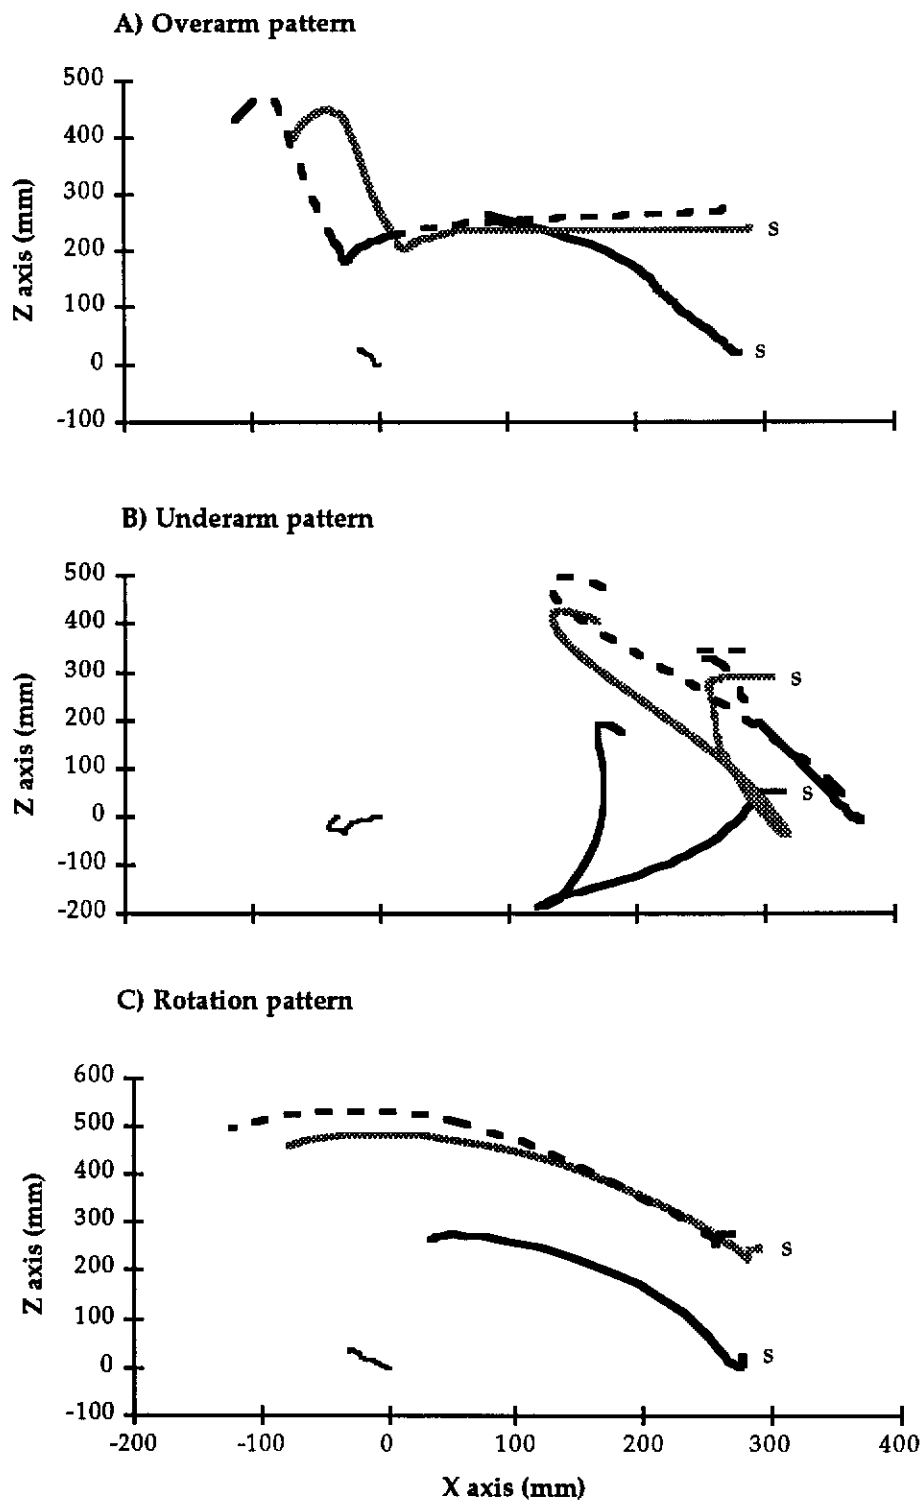 A) Overarm pattern
500
400
300
200
100
0
-100
Z axis (mm)
S
S
B) Underarm pattern
500
400
300
200
100
0
-100
-200
Z axis (mm)
S
S
C) Rotation pattern
600
500
400
300
200
100
0
-100
Z axis (mm)
S
S
-200 -100 0 100 200 300 400
X axis (mm)